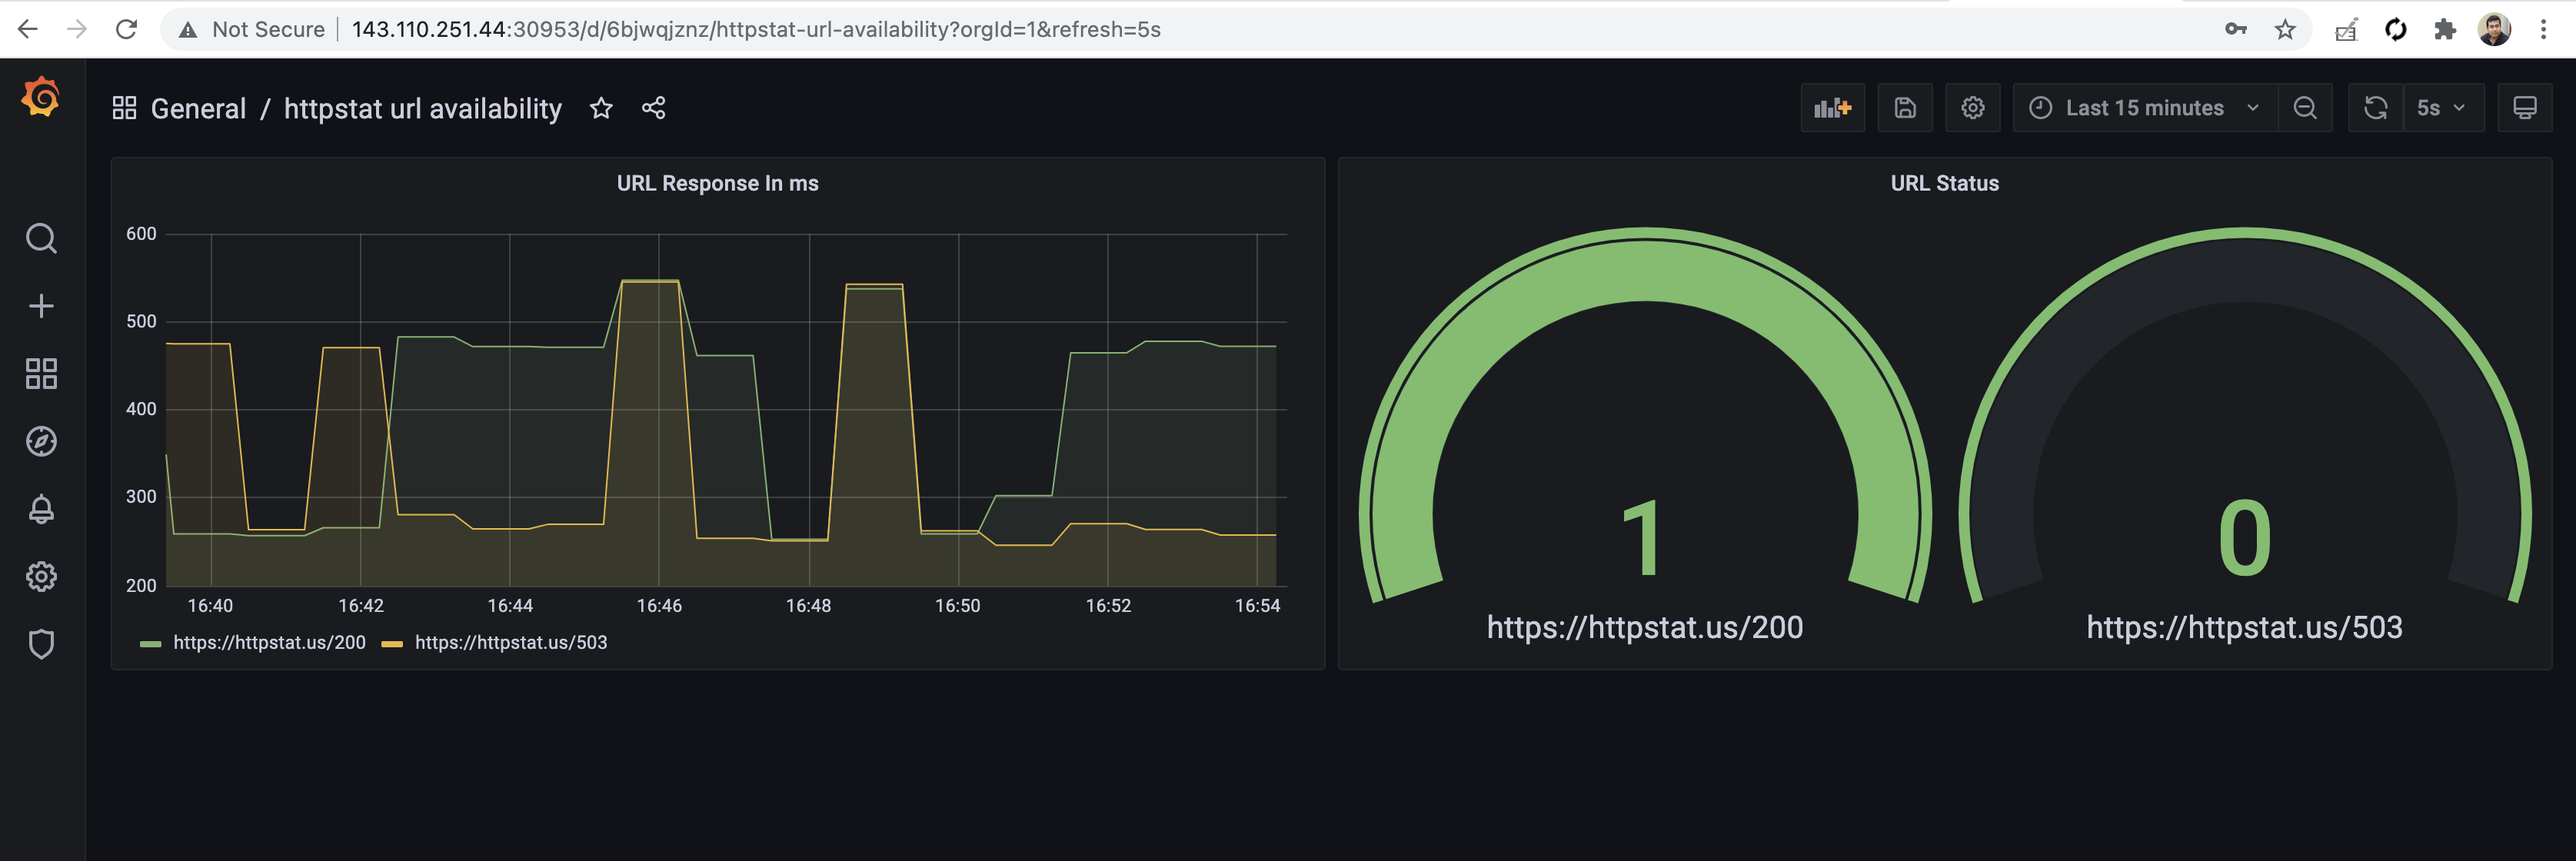 Not Secure 143.110.251.44:30953/d/6bjwqjznz/httpstat-url-availability?orgId=1&refresh=5s
General / httpstat url availability
Last 15 minutes
5s
URL Response In ms
600
500
400
300
200
16:40 16:42 16:44 16:46 16:48 16:50 16:52 16:54
https://httpstat.us/200 https://httpstat.us/503
URL Status
1 0
https://httpstat.us/200 https://httpstat.us/503